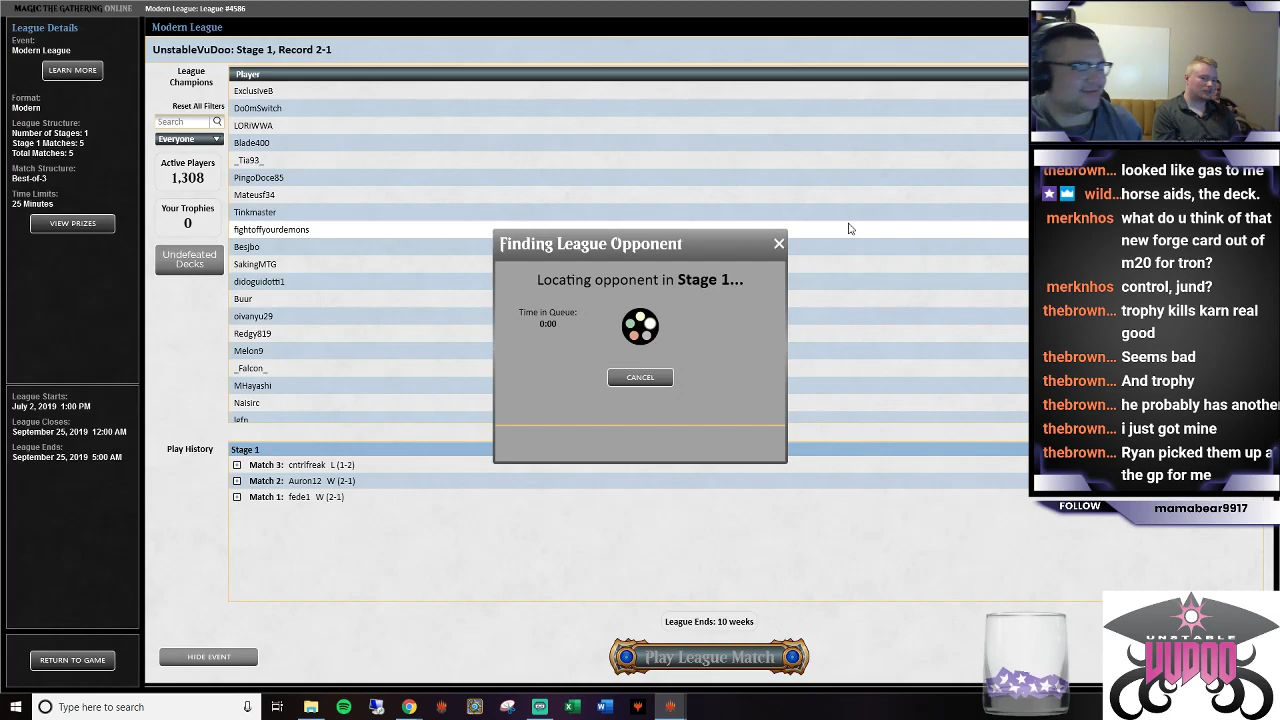 MAGIC THE GATHERING ONLINE
Modern League: League #4586
League Details
Event:
Modern League
LEARN MORE
Format:
Modern
League Structure:
Number of Stages: 1
Stage 1 Matches: 5
Total Matches: 5
Match Structure:
Best-of-3
Time Limits:
25 Minutes
VIEW PRIZES
League Starts:
July 2, 2019 1:00 PM
League Closes:
September 25, 2019 12:00 AM
League Ends:
September 25, 2019 5:00 AM
RETURN TO GAME
Modern League
UnstableVuDoo: Stage 1, Record 2-1
League
Champions
Reset All Filters
Search
Everyone
Active Players
1,308
Your Trophies
0
Undefeated
Decks
Player
ExclusiveB
Do0mSwitch
LORiWWA
Blade400
_Tia93_
PingoDoce85
Mateusf34
Tinkmaster
fightoffyourdemons
Besjbo
SakingMTG
didoguidotti1
Buur
oivanyu29
Redgy819
Melon9
_Falcon_
MHayashi
Nalsirc
Finding League Opponent
Locating opponent in Stage 1...
Time in Queue:
0:00
CANCEL
Play History
Stage 1
Match 3: cntrlfreak L (1-2)
Match 2: Auron12 W (2-1)
Match 1: fede1 W (2-1)
League Ends: 10 weeks
HIDE EVENT
Play League Match
thebrown... looked like gas to me
wild... horse aids, the deck.
merknhos what do u think of that
new forge card out of
m20 for tron?
merknhos control, jund?
thebrown... trophy kills karn real
good
thebrown... Seems bad
thebrown... And trophy
thebrown... he probably has another
thebrown... i just got mine
thebrown... Ryan picked them up a
the gp for me
FOLLOW
mamabear9917
UNSTABLE
VUDOO
Type here to search